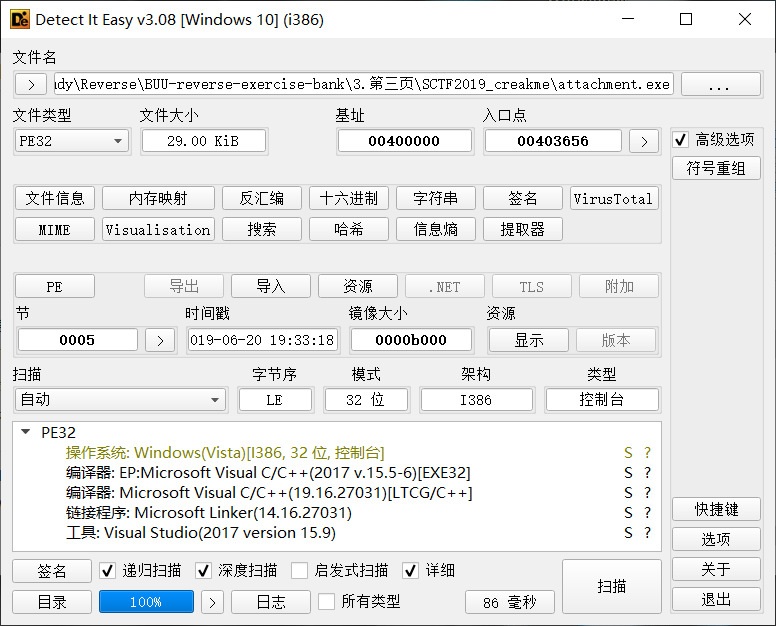 Detect It Easy v3.08 [Windows 10] (i386)
文件名
> ıdy\Reverse\BUU-reverse-exercise-bank\3.第三页\SCTF2019_creakme\attachment.exe ...
文件类型 文件大小 基址 入口点
PE32 29.00 KiB 00400000 00403656 > 高级选项
符号重组
文件信息 内存映射 反汇编 十六进制 字符串 签名 VirusTotal
MIME Visualisation 搜索 哈希 信息熵 提取器
PE 导出 导入 资源 .NET TLS 附加
节 时间戳 镜像大小 资源
0005 > 019-06-20 19:33:18 0000b000 显示 版本
扫描 字节序 模式 架构 类型
自动 LE 32 位 I386 控制台
PE32
操作系统: Windows(Vista)[I386, 32 位, 控制台] S ?
编译器: EP:Microsoft Visual C/C++(2017 v.15.5-6)[EXE32] S ?
编译器: Microsoft Visual C/C++(19.16.27031)[LTCG/C++] S ?
链接程序: Microsoft Linker(14.16.27031) S ?
工具: Visual Studio(2017 version 15.9) S ?
快捷键
选项
关于
退出
签名 递归扫描 深度扫描 启发式扫描 详细 扫描
目录 100% > 日志 所有类型 86 毫秒